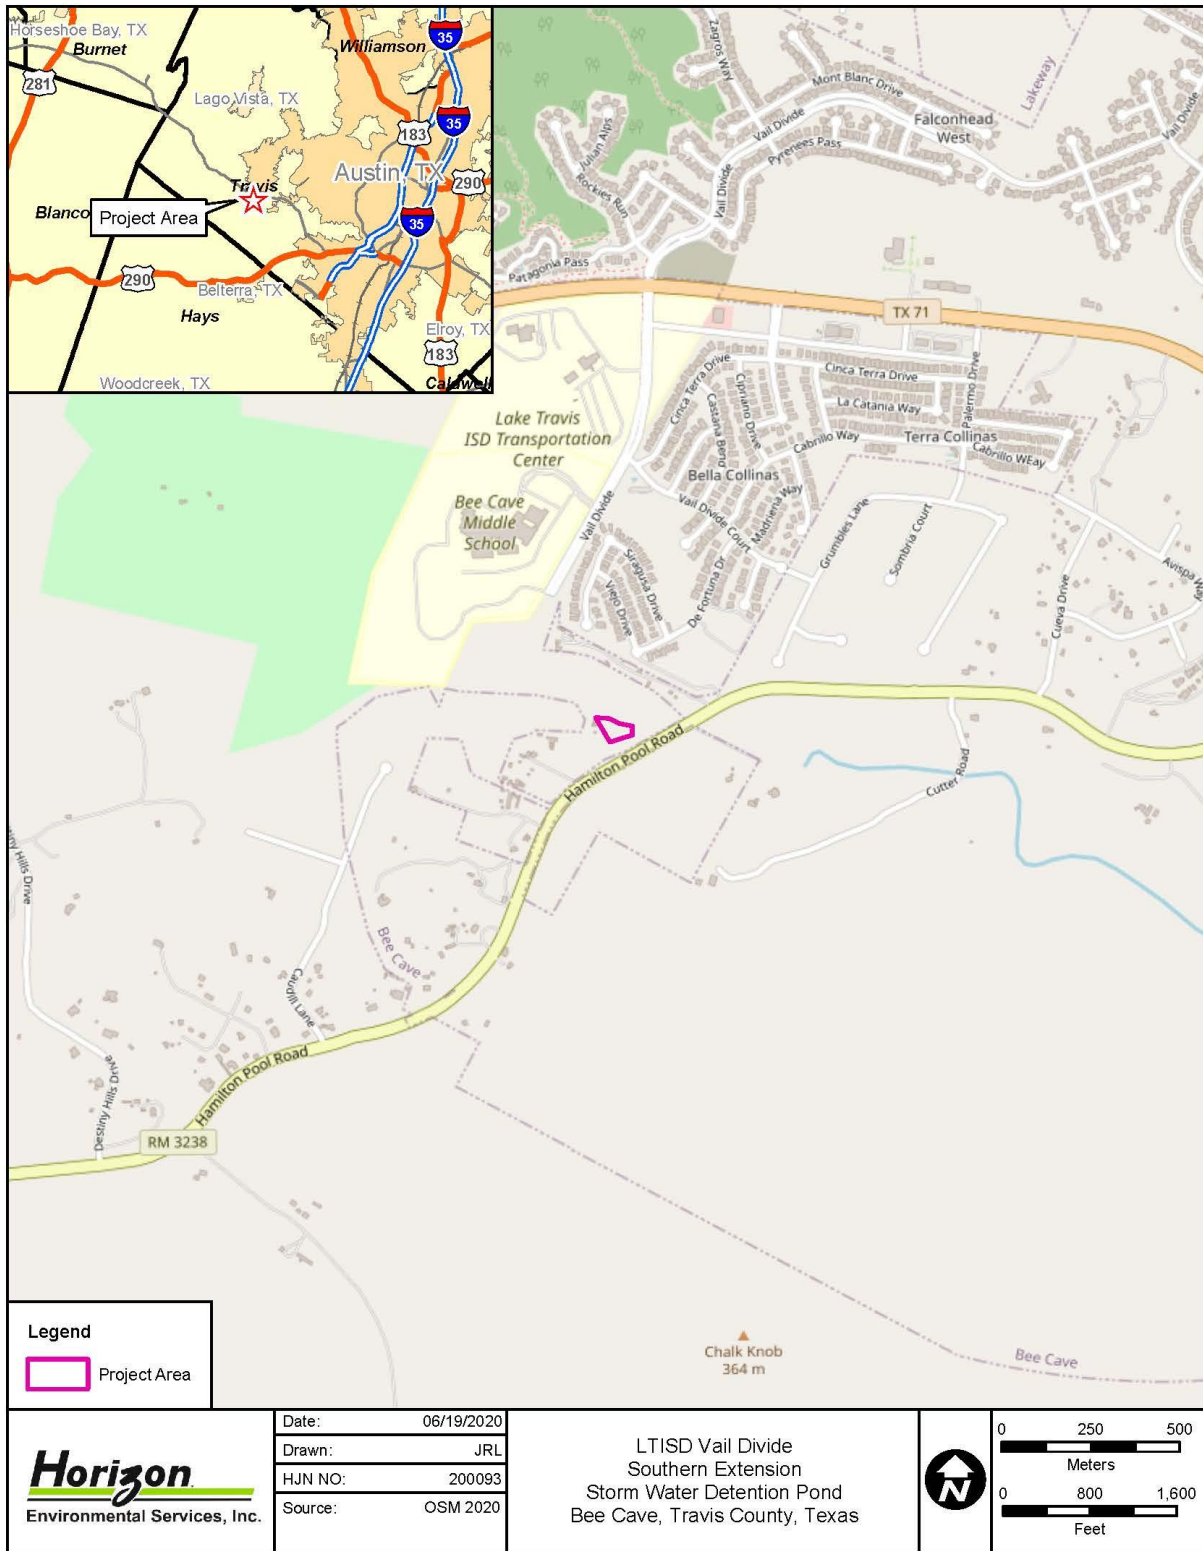 Horseshoe Bay, TX
Burnet
Williamson
35
281
Lago Vista, TX
183
35
Austin, TX
290
Travis
Blanco
Project Area
35
290
Belterra, TX
Hays
Elroy, TX
183
Woodcreek, TX
Caldwell
Zagros Way
Mont Blanc Drive
Lakeway
Vail Divide
Falconhead
West
Vail Divide
Julian Alps
Pyrenees Pass
Rockies Run
Vail Divide
Patagonia Pass
TX 71
Cinca Terra Drive
Cinca Terra Drive
Palermo Drive
Cipriano Drive
La Catania Way
Castana Bend
Lake Travis
ISD Transportation
Center
Cabrillo Way
Terra Collinas
Cabrillo WEay
Bella Collinas
Bee Cave
Middle
School
Vail Divide
Vail Divide Court
Madriena Way
Grumbles Lane
Sombria Court
Siragusa Drive
Viejo Drive
De Fortuna Dr
Avispa Way
Cueva Drive
Hamilton Pool Road
Cutter Road
iny Hills Drive
Bee Cave
Caudill Lane
Hamilton Pool Road
Destiny Hills Drive
RM 3238
Chalk Knob
364 m
Bee Cave
Legend
Project Area
Horizon
Environmental Services, Inc.
Date: 06/19/2020
Drawn: JRL
HJN NO: 200093
Source: OSM 2020
LTISD Vail Divide
Southern Extension
Storm Water Detention Pond
Bee Cave, Travis County, Texas
N
0 250 500
Meters
0 800 1,600
Feet